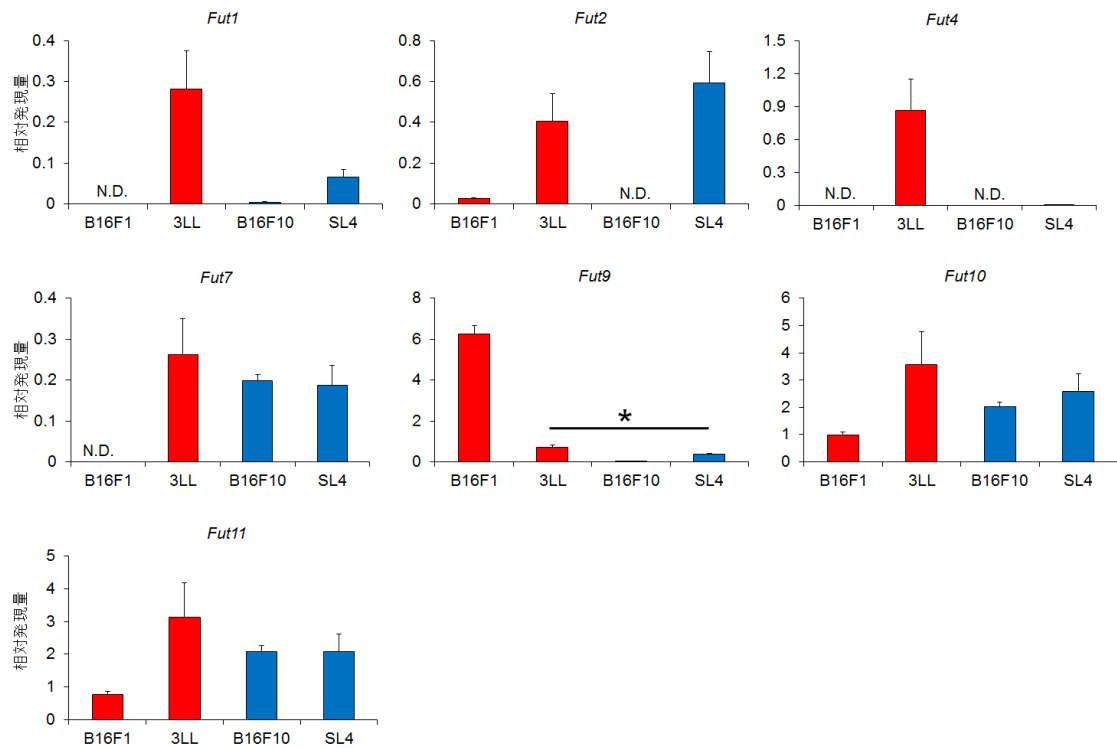 Fut1
0.4
0.3
0.2
0.1
0
相対発現量
N.D.
B16F1 3LL B16F10 SL4
Fut2
0.8
0.6
0.4
0.2
0
N.D.
B16F1 3LL B16F10 SL4
Fut4
1.5
1.2
0.9
0.6
0.3
0
N.D. N.D.
B16F1 3LL B16F10 SL4
Fut7
0.4
0.3
0.2
0.1
0
相対発現量
N.D.
B16F1 3LL B16F10 SL4
Fut9
8
6
4
2
0
*
B16F1 3LL B16F10 SL4
Fut10
6
5
4
3
2
1
0
B16F1 3LL B16F10 SL4
Fut11
5
4
3
2
1
0
相対発現量
B16F1 3LL B16F10 SL4